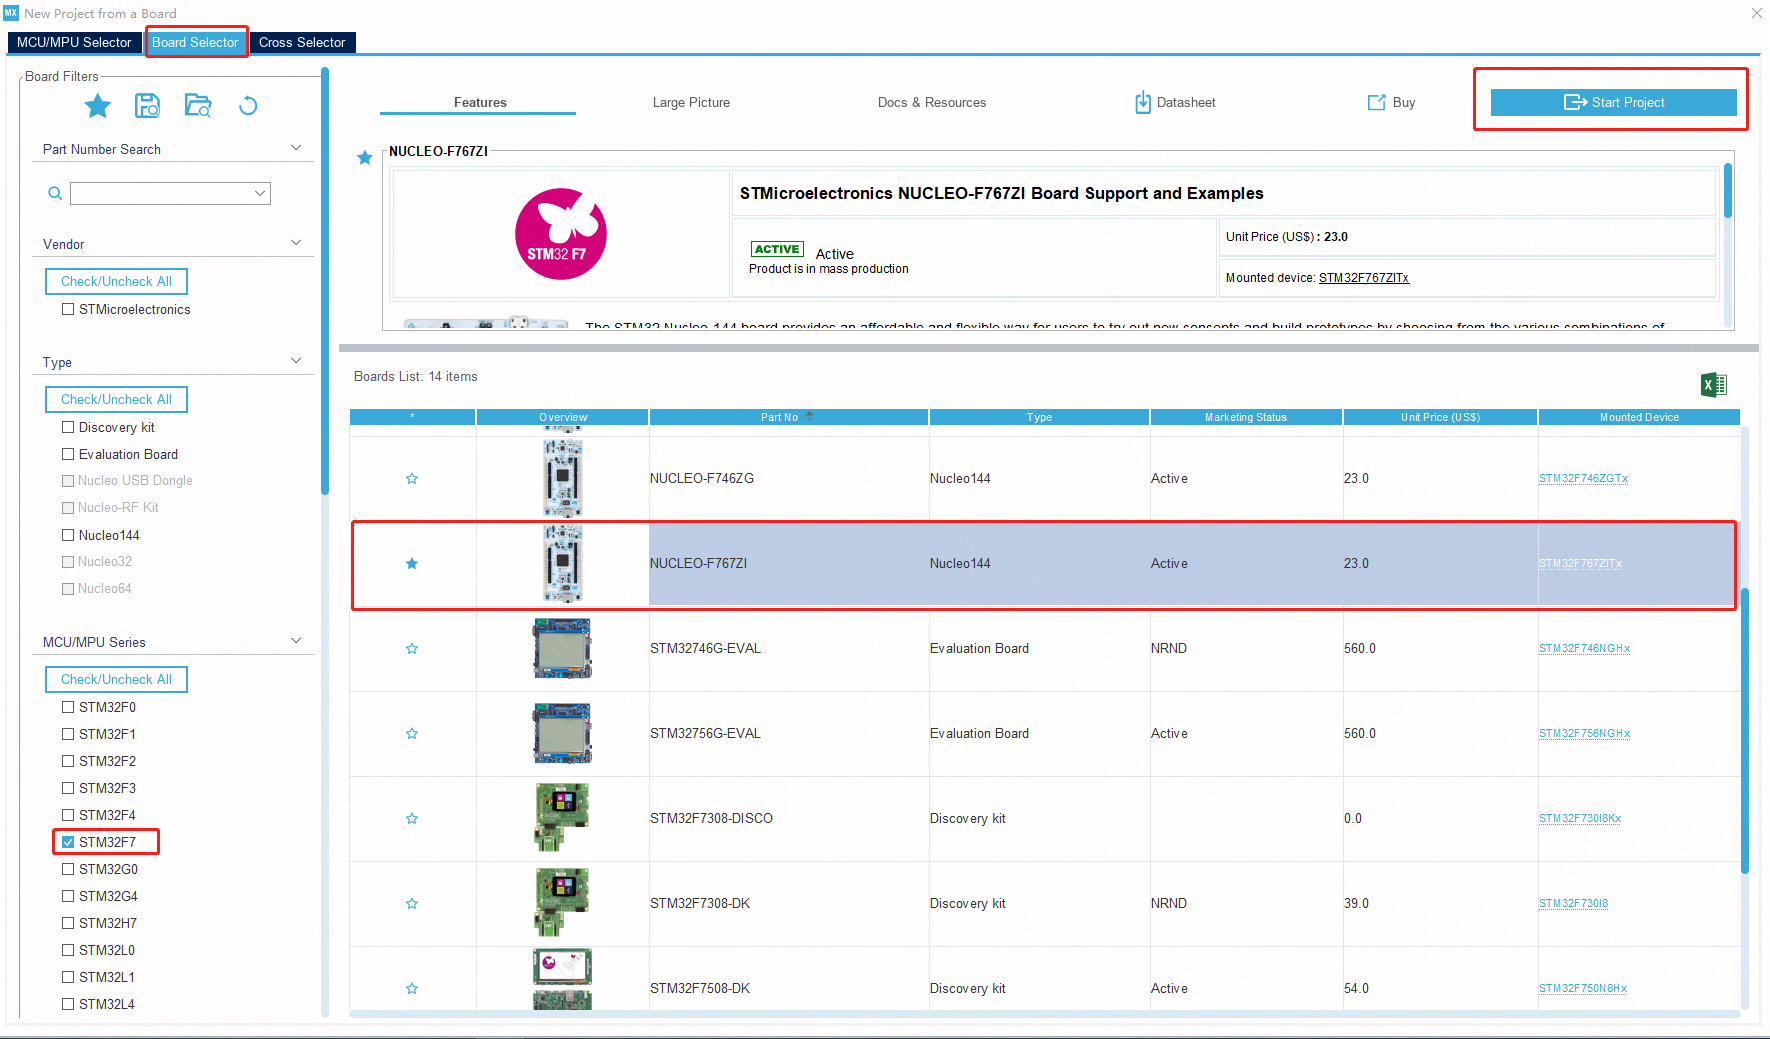 MX New Project from a Board
MCU/MPU Selector Board Selector Cross Selector
Board Filters
Part Number Search
Vendor
Check/Uncheck All
STMicroelectronics
Type
Check/Uncheck All
Discovery kit
Evaluation Board
Nucleo USB Dongle
Nucleo-RF Kit
Nucleo144
Nucleo32
Nucleo64
MCU/MPU Series
Check/Uncheck All
STM32F0
STM32F1
STM32F2
STM32F3
STM32F4
STM32F7
STM32G0
STM32G4
STM32H7
STM32L0
STM32L1
STM32L4
Features Large Picture Docs & Resources Datasheet Buy Start Project
NUCLEO-F767ZI
STM32 F7
STMicroelectronics NUCLEO-F767ZI Board Support and Examples
ACTIVE Active
Product is in mass production
Unit Price (US$) : 23.0
Mounted device: STM32F767ZITx
The STM32 Nucleo-144 board provides an affordable and flexible way for users to try out new concepts and build prototypes by choosing from the various combinations of
Boards List: 14 items
* Overview Part No Type Marketing Status Unit Price (US$) Mounted Device
NUCLEO-F746ZG Nucleo144 Active 23.0 STM32F746ZGTx
NUCLEO-F767ZI Nucleo144 Active 23.0 STM32F767ZITx
STM32746G-EVAL Evaluation Board NRND 560.0 STM32F746NGHx
STM32756G-EVAL Evaluation Board Active 560.0 STM32F756NGHx
STM32F7308-DISCO Discovery kit 0.0 STM32F730I8Kx
STM32F7308-DK Discovery kit NRND 39.0 STM32F730I8
STM32F7508-DK Discovery kit Active 54.0 STM32F750N8Hx